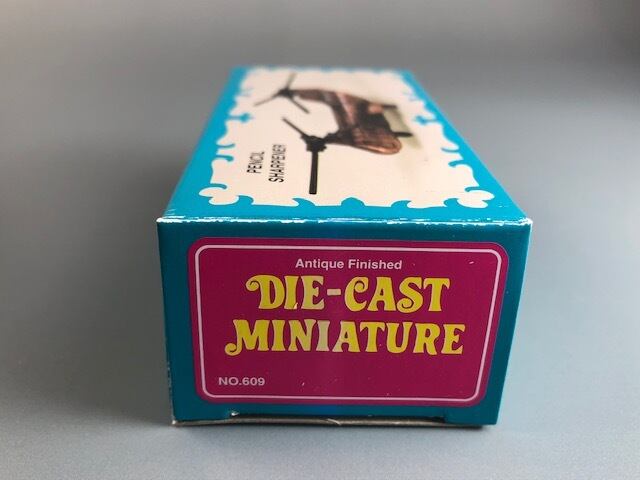 PENCIL
SHARPENER
Antique Finished
DIE-CAST
MINIATURE
NO.609